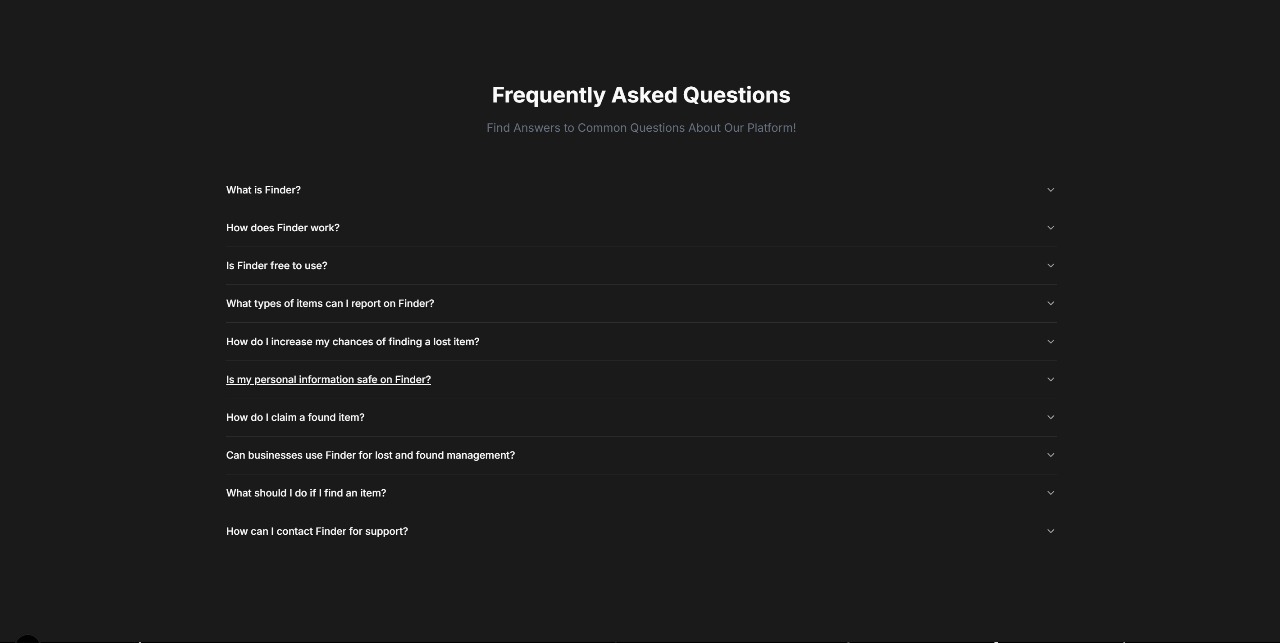 Frequently Asked Questions
Find Answers to Common Questions About Our Platform!
What is Finder?
How does Finder work?
Is Finder free to use?
What types of items can I report on Finder?
How do I increase my chances of finding a lost item?
Is my personal information safe on Finder?
How do I claim a found item?
Can businesses use Finder for lost and found management?
What should I do if I find an item?
How can I contact Finder for support?